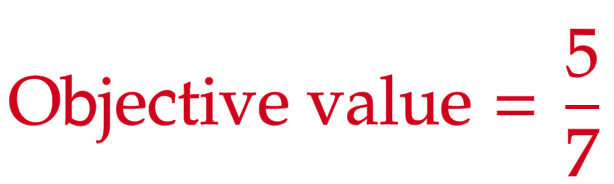 Objective value = 5/7